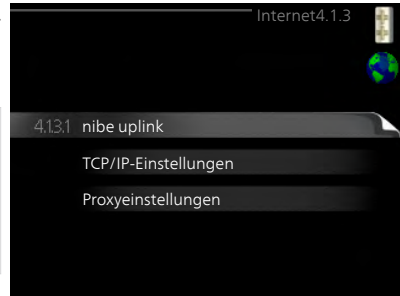 Internet4.1.3
4.1.3.1 nibe uplink
TCP/IP-Einstellungen
Proxyeinstellungen